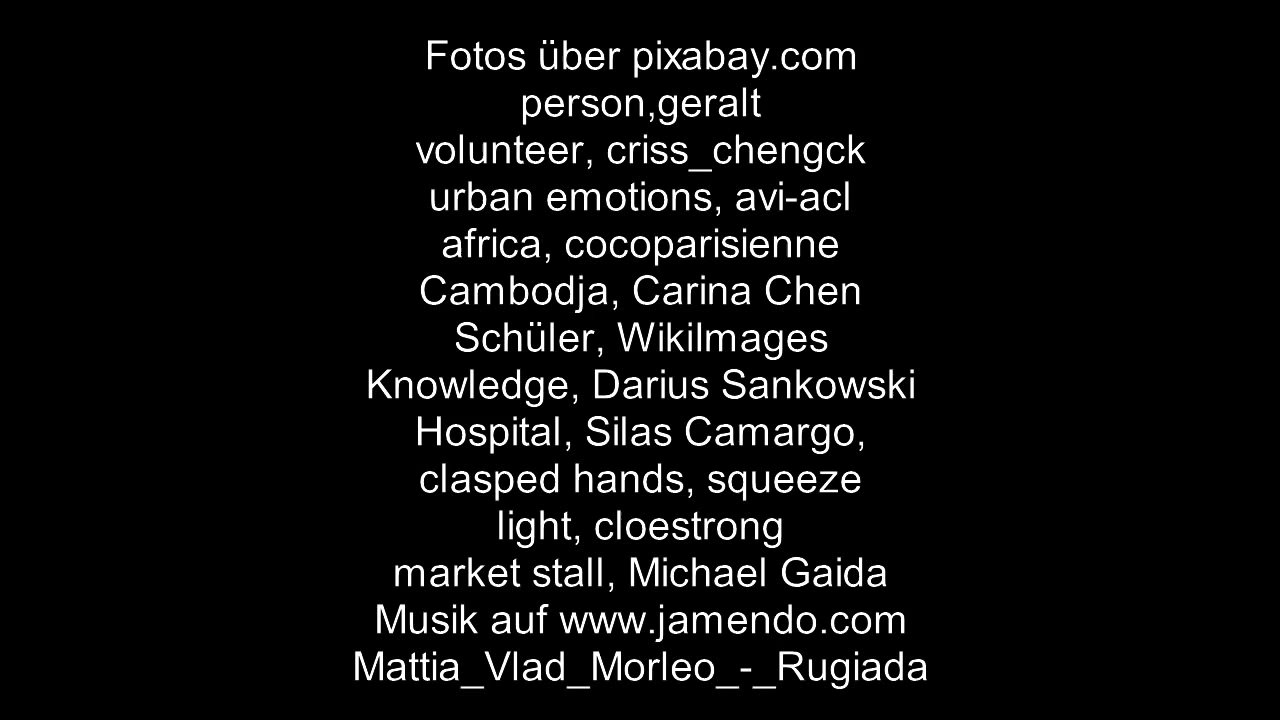 Fotos über pixabay.com
person,geralt
volunteer, criss_chengck
urban emotions, avi-acl
africa, cocoparisienne
Cambodja, Carina Chen
Schüler, WikiImages
Knowledge, Darius Sankowski
Hospital, Silas Camargo,
clasped hands, squeeze
light, cloestrong
market stall, Michael Gaida
Musik auf www.jamendo.com
Mattia_Vlad_Morleo_-_Rugiada